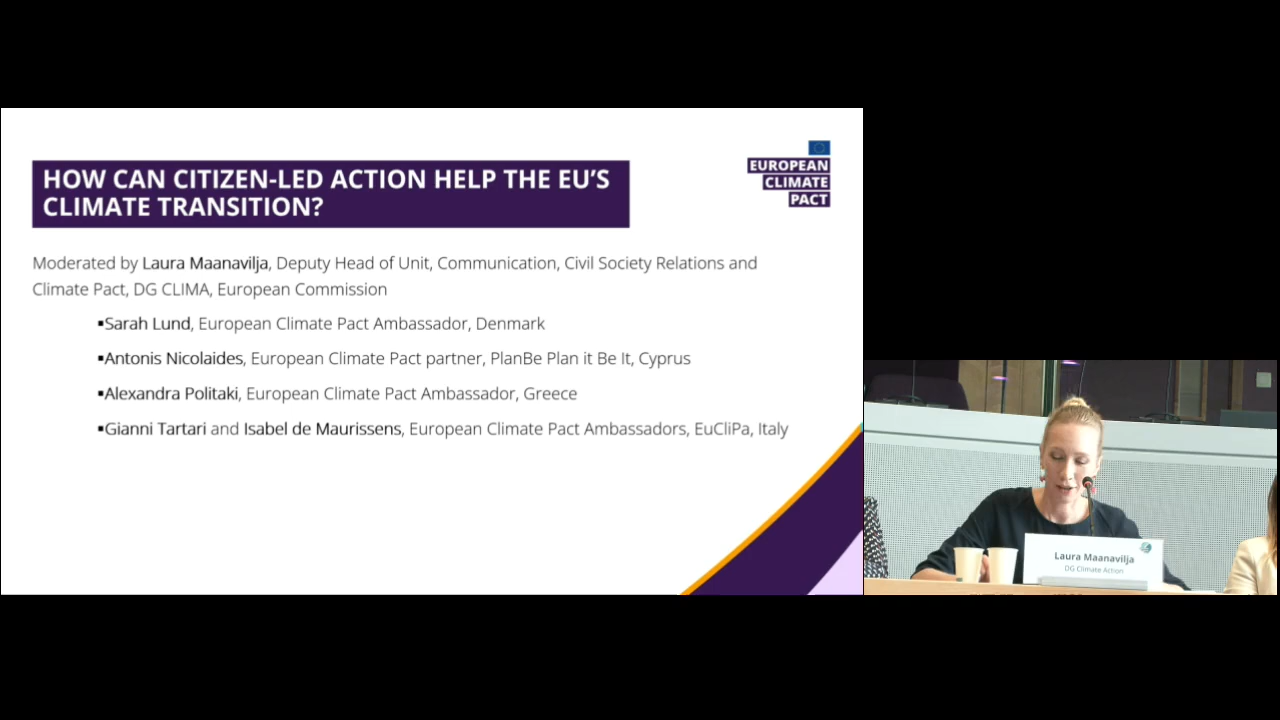 HOW CAN CITIZEN-LED ACTION HELP THE EU'S
CLIMATE TRANSITION?
EUROPEAN
CLIMATE
PACT
Moderated by Laura Maanavilja, Deputy Head of Unit, Communication, Civil Society Relations and
Climate Pact, DG CLIMA, European Commission
▪Sarah Lund, European Climate Pact Ambassador, Denmark
▪Antonis Nicolaides, European Climate Pact partner, PlanBe Plan it Be It, Cyprus
▪Alexandra Politaki, European Climate Pact Ambassador, Greece
▪Gianni Tartari and Isabel de Maurissens, European Climate Pact Ambassadors, EuCliPa, Italy
Laura Maanavilja
DG Climate Action